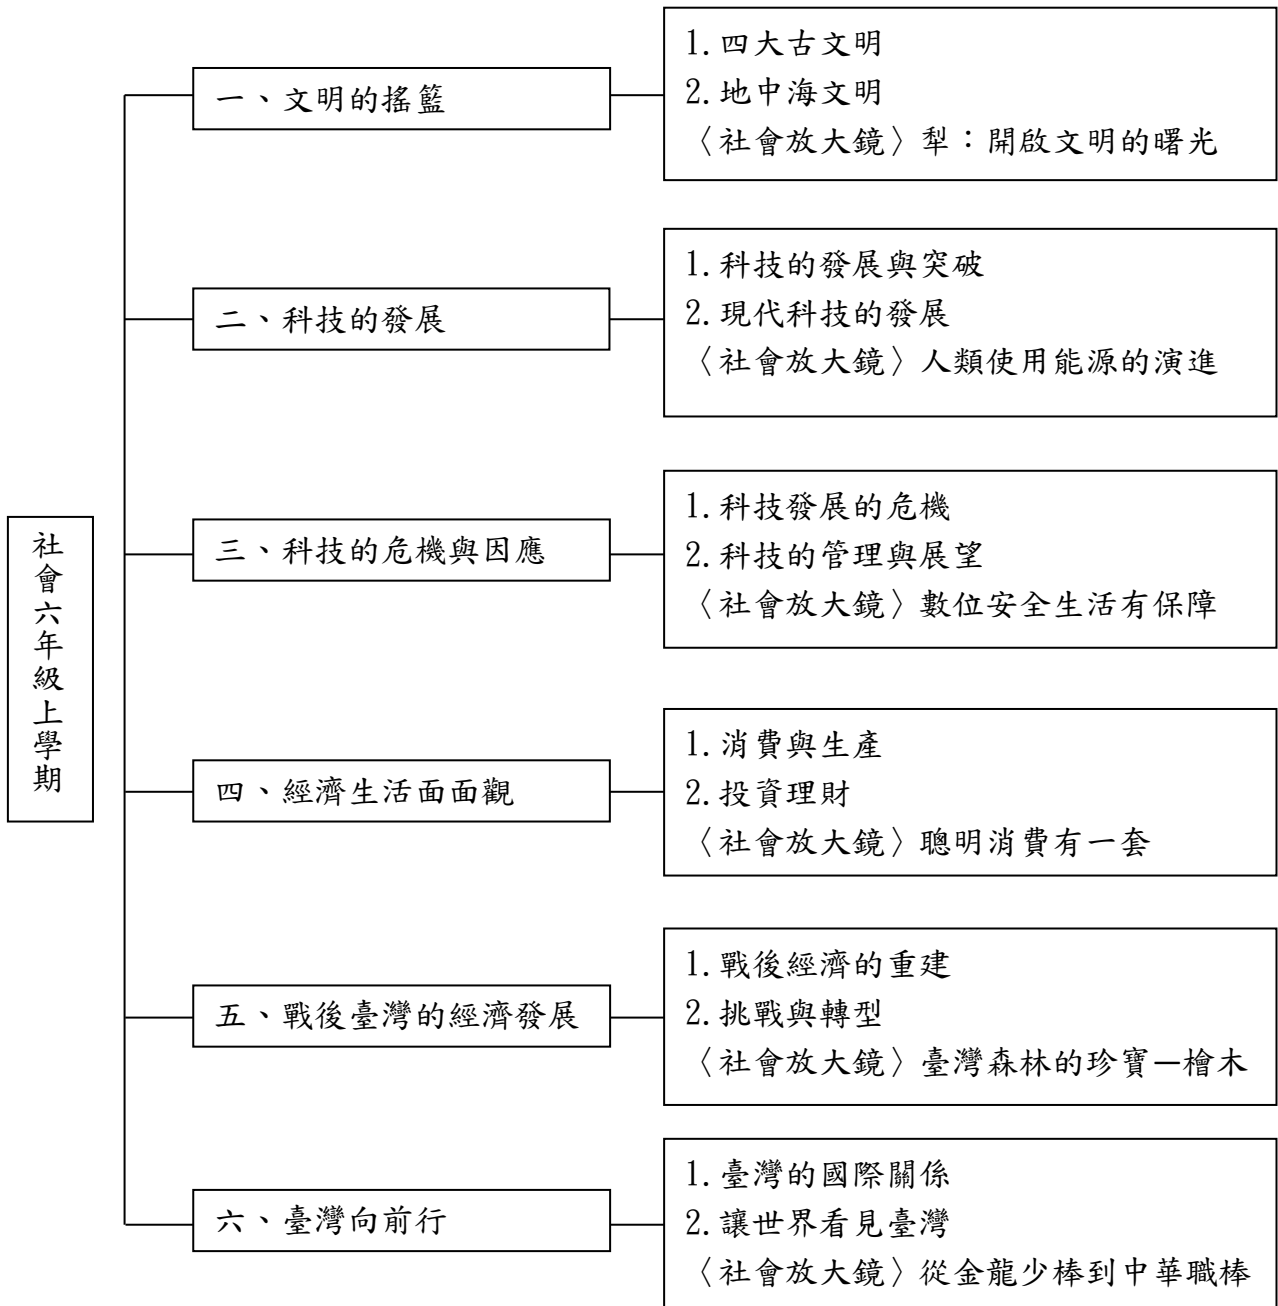 社會六年級上學期
一、文明的搖籃
1.四大古文明
2.地中海文明
〈社會放大鏡〉犁：開啟文明的曙光
二、科技的發展
1.科技的發展與突破
2.現代科技的發展
〈社會放大鏡〉人類使用能源的演進
三、科技的危機與因應
1.科技發展的危機
2.科技的管理與展望
〈社會放大鏡〉數位安全生活有保障
四、經濟生活面面觀
1.消費與生產
2.投資理財
〈社會放大鏡〉聰明消費有一套
五、戰後臺灣的經濟發展
1.戰後經濟的重建
2.挑戰與轉型
〈社會放大鏡〉臺灣森林的珍寶—檜木
六、臺灣向前行
1.臺灣的國際關係
2.讓世界看見臺灣
〈社會放大鏡〉從金龍少棒到中華職棒